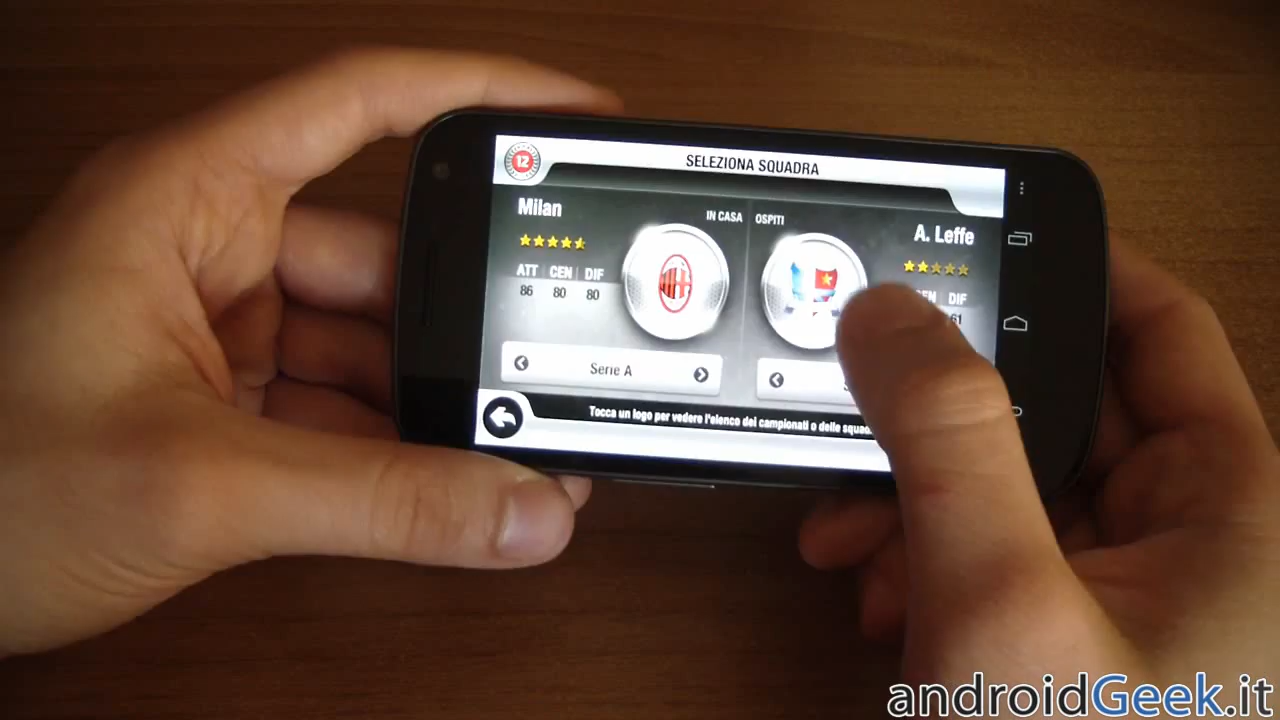 12
SELEZIONA SQUADRA
Milan
IN CASA
OSPITI
A. Leffe
ATT CEN DIF
86 80 80
DIF
61
Serie A
Tocca un logo per vedere l'elenco dei campionati o delle
androidGeek.it